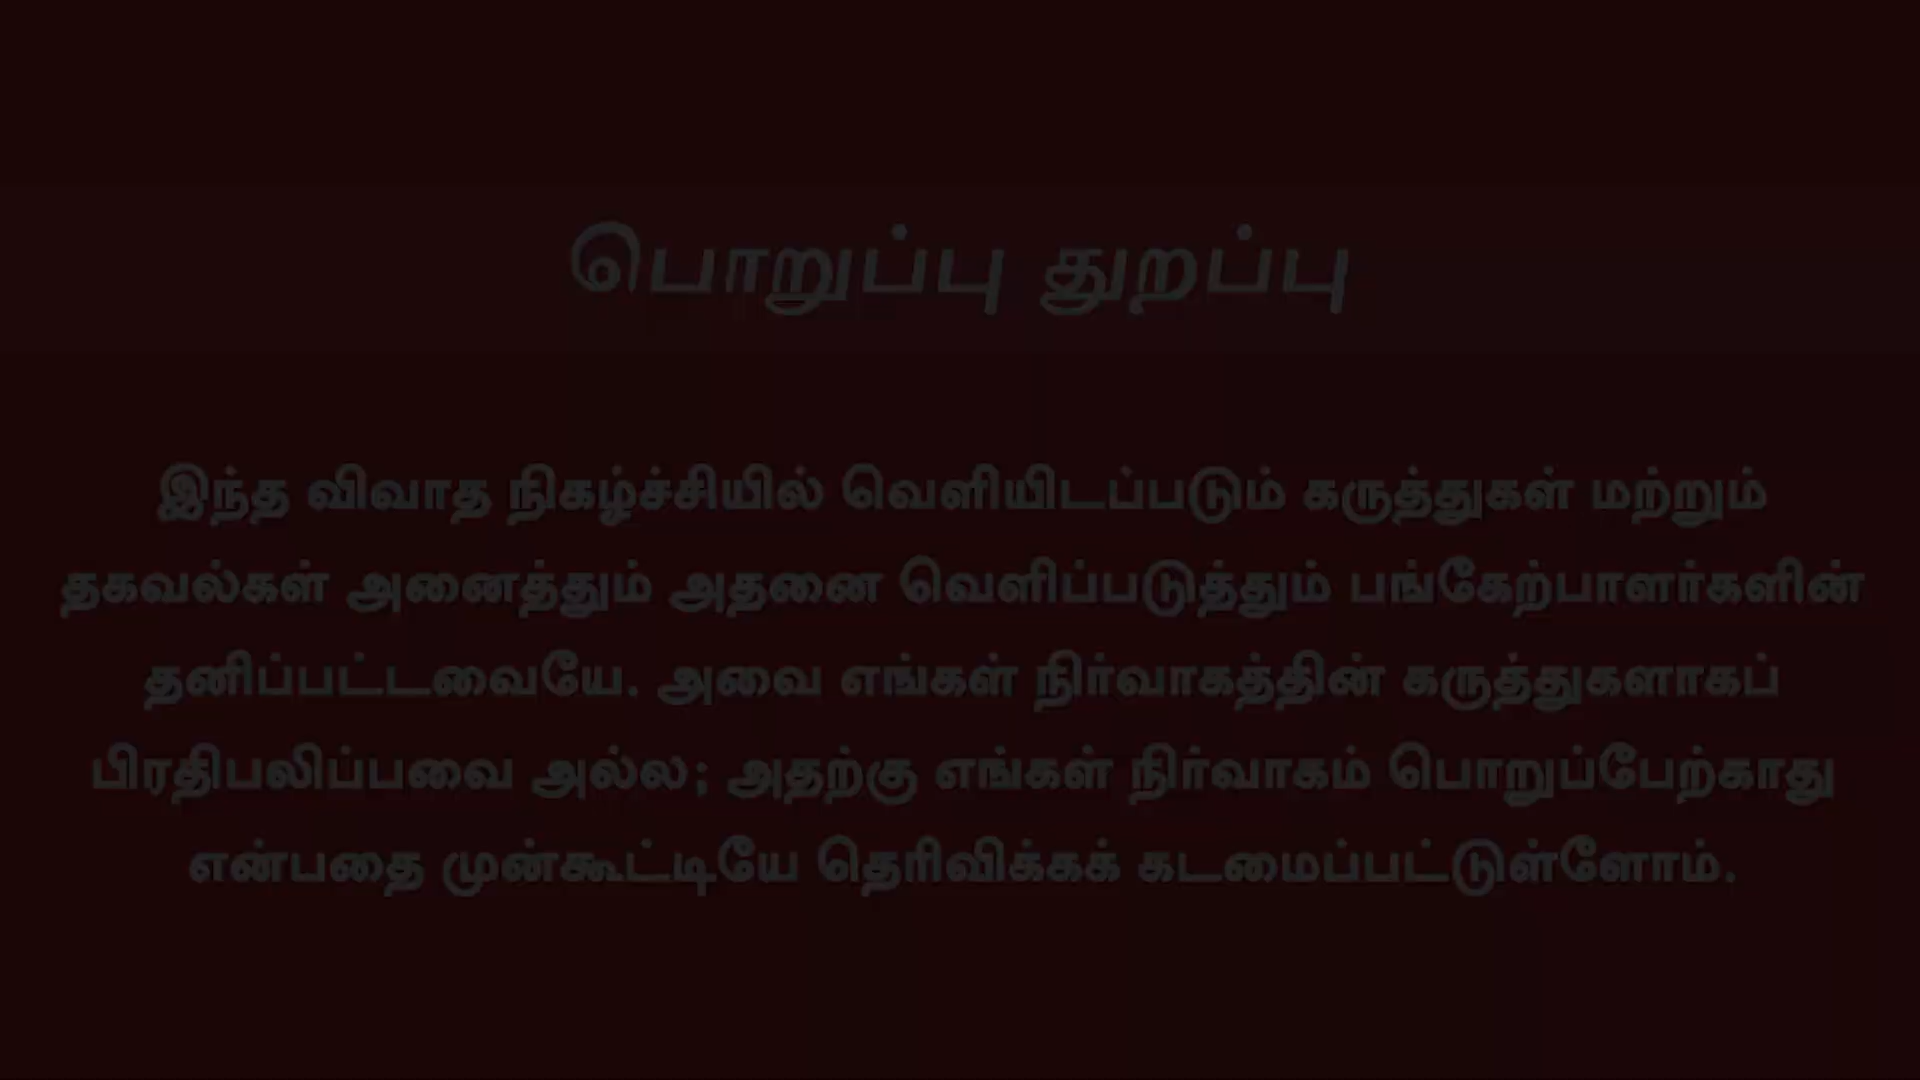 பொறுப்பு துறப்பு
இந்த விவாத நிகழ்ச்சியில் வெளியிடப்படும் கருத்துகள் மற்றும்
தகவல்கள் அனைத்தும் அதனை வெளிப்படுத்தும் பங்கேற்பாளர்களின்
தனிப்பட்டவையே. அவை எங்கள் நிர்வாகத்தின் கருத்துகளாகப்
பிரதிபலிப்பவை அல்ல; அதற்கு எங்கள் நிர்வாகம் பொறுப்பேற்காது
என்பதை முன்கூட்டியே தெரிவிக்கக் கடமைப்பட்டுள்ளோம்.